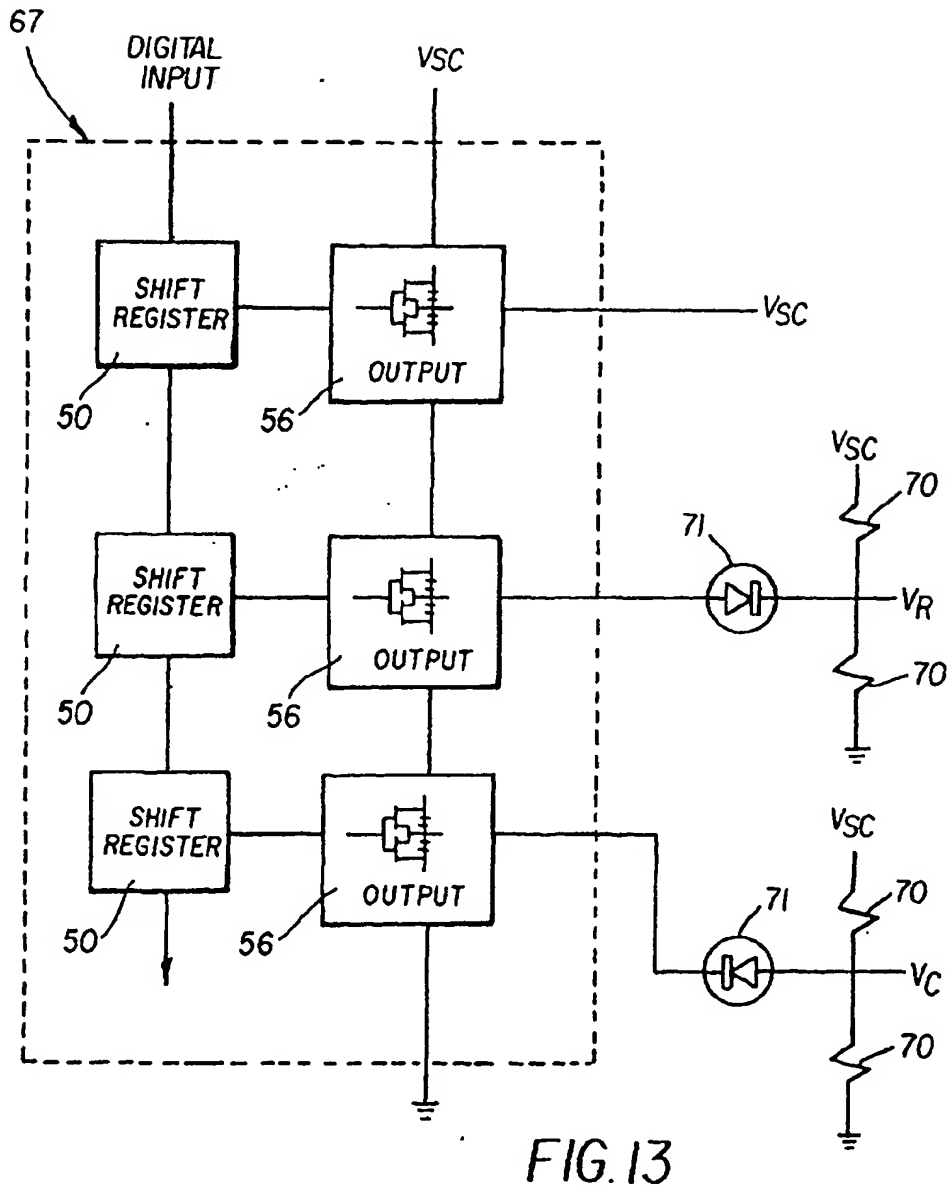 67
DIGITAL
INPUT
VSC
SHIFT
REGISTER
50
OUTPUT
56
VSC
SHIFT
REGISTER
50
OUTPUT
56
71
VSC
70
VR
70
SHIFT
REGISTER
50
OUTPUT
56
71
VSC
70
VC
70
FIG. 13